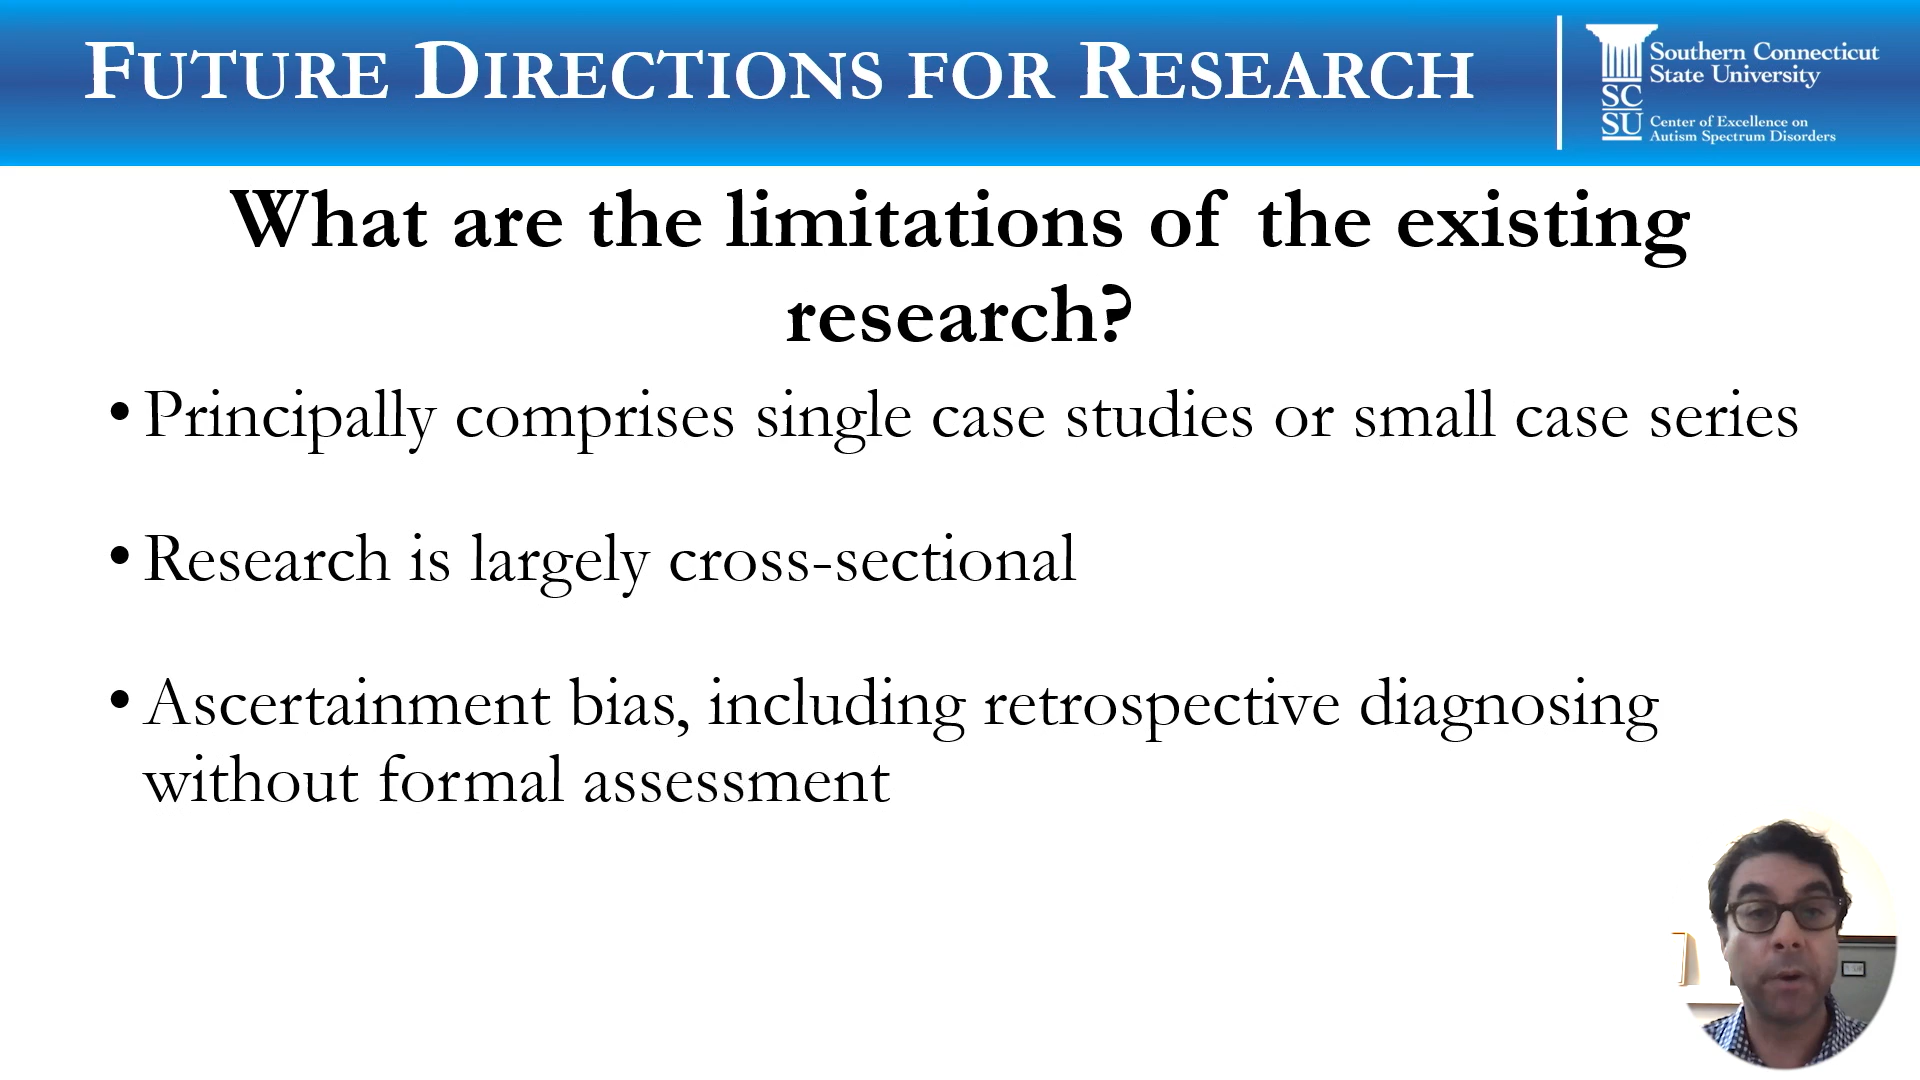 FUTURE DIRECTIONS FOR RESEARCH
Southern Connecticut
State University
SC
SU
Center of Excellence on
Autism Spectrum Disorders
What are the limitations of the existing
research?
• Principally comprises single case studies or small case series
• Research is largely cross-sectional
• Ascertainment bias, including retrospective diagnosing
without formal assessment